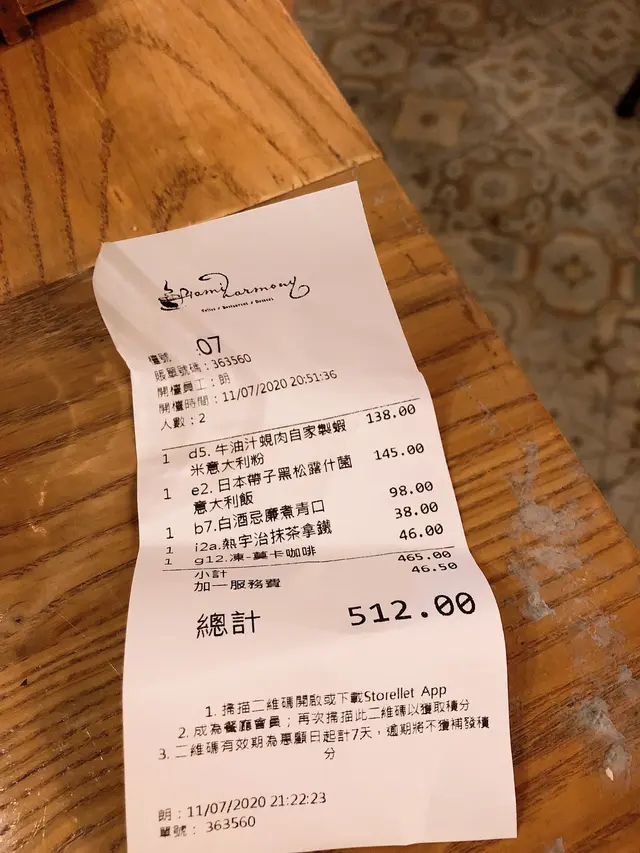 檯號 07
賬單號碼：363560
開檯員工：朗
開檯時間：11/07/2020 20:51:36
人數：2
1 d5. 牛油汁蜆肉自家製蝦 138.00
米意大利粉
1 e2. 日本帶子黑松露什菌 145.00
意大利飯
1 b7.白酒忌廉煮青口 98.00
1 i2a.熱宇治抹茶拿鐵 38.00
1 g12.凍-莫卡咖啡 46.00
小計 465.00
加一服務費 46.50
總計 512.00
1. 掃描二維碼開啟或下載Storellet App
2. 成為餐廳會員；再次掃描此二維碼以獲取積分
3. 二維碼有效期為惠顧日起計7天，逾期將不獲補發積
分
朗：11/07/2020 21:22:23
單號： 363560